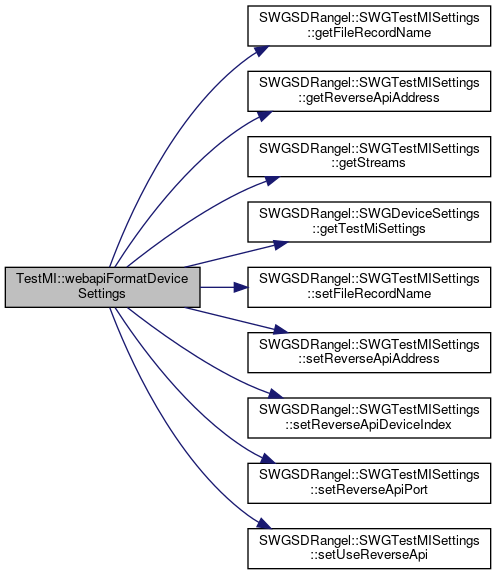 SWGSDRangel::SWGTestMISettings
::getFileRecordName
SWGSDRangel::SWGTestMISettings
::getReverseApiAddress
SWGSDRangel::SWGTestMISettings
::getStreams
SWGSDRangel::SWGDeviceSettings
::getTestMiSettings
TestMI::webapiFormatDevice
Settings
SWGSDRangel::SWGTestMISettings
::setFileRecordName
SWGSDRangel::SWGTestMISettings
::setReverseApiAddress
SWGSDRangel::SWGTestMISettings
::setReverseApiDeviceIndex
SWGSDRangel::SWGTestMISettings
::setReverseApiPort
SWGSDRangel::SWGTestMISettings
::setUseReverseApi